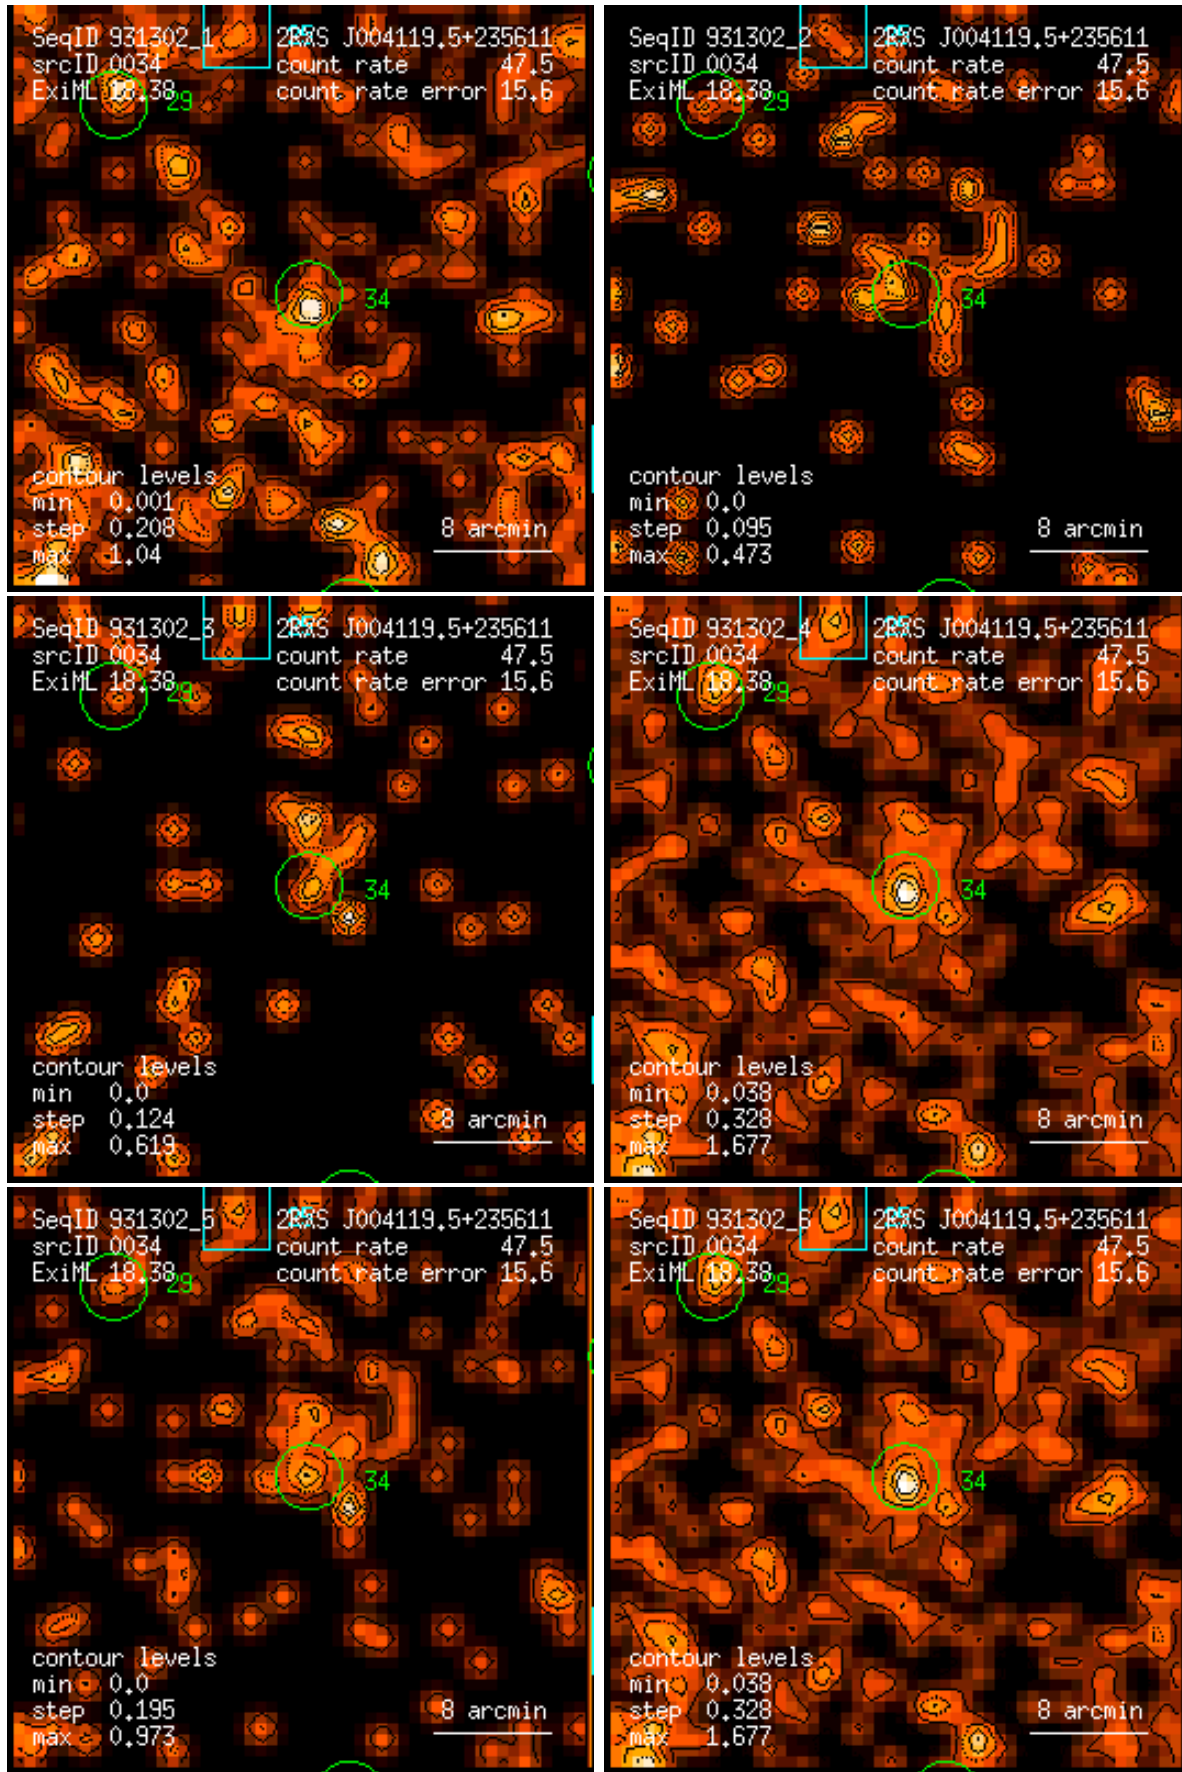 SeqID 931302_1 2RXS J004119.5+235611
srcID 0034 count rate 47.5
ExiML 18.38 count rate error 15.6
29
34
contour levels
min 0.001
step 0.208
max 1.04
8 arcmin
SeqID 931302_2 2RXS J004119.5+235611
srcID 0034 count rate 47.5
ExiML 18.38 count rate error 15.6
29
34
contour levels
min 0.0
step 0.095
max 0.473
8 arcmin
SeqID 931302_3 2RXS J004119.5+235611
srcID 0034 count rate 47.5
ExiML 18.38 count rate error 15.6
29
34
contour levels
min 0.0
step 0.124
max 0.619
8 arcmin
SeqID 931302_4 2RXS J004119.5+235611
srcID 0034 count rate 47.5
ExiML 18.38 count rate error 15.6
29
34
contour levels
min 0.038
step 0.328
max 1.677
8 arcmin
SeqID 931302_5 2RXS J004119.5+235611
srcID 0034 count rate 47.5
ExiML 18.38 count rate error 15.6
29
34
contour levels
min 0.0
step 0.195
max 0.973
8 arcmin
SeqID 931302_6 2RXS J004119.5+235611
srcID 0034 count rate 47.5
ExiML 18.38 count rate error 15.6
29
34
contour levels
min 0.038
step 0.328
max 1.677
8 arcmin